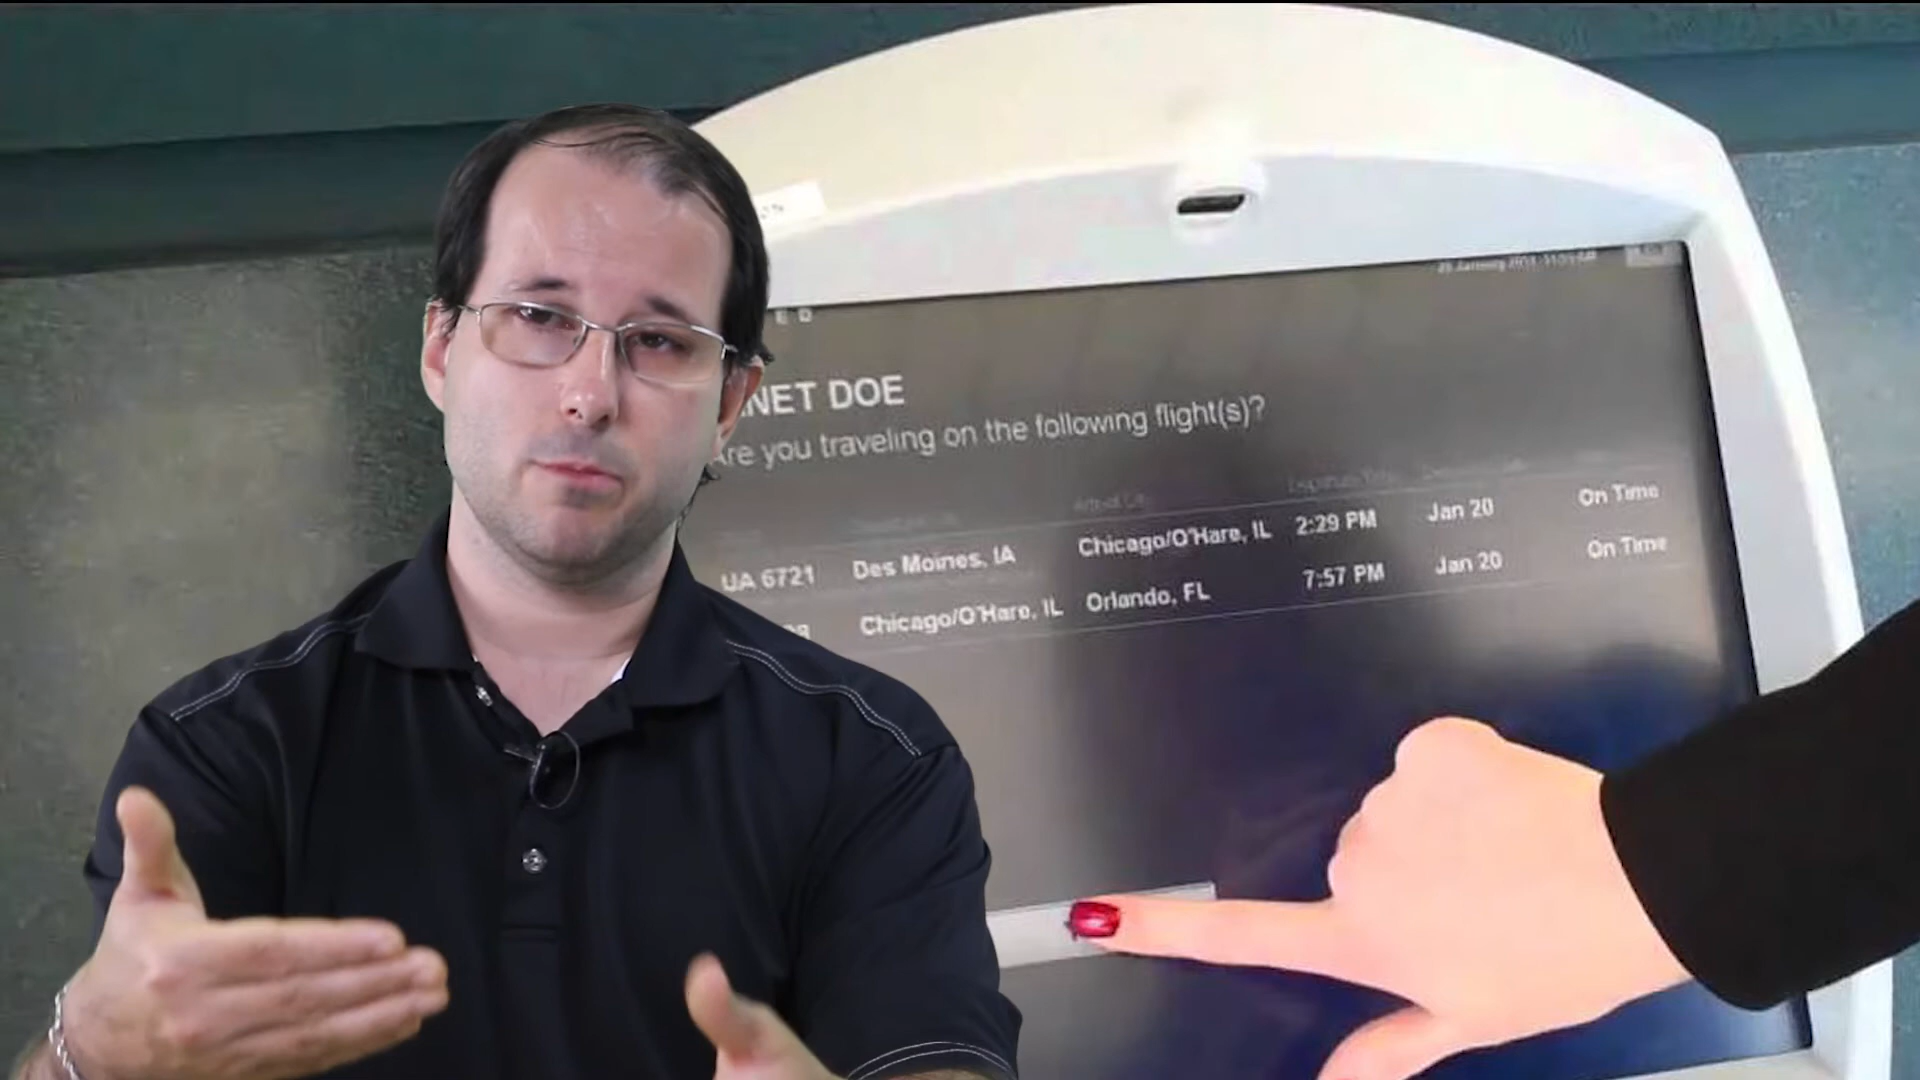 NET DOE
Are you traveling on the following flight(s)?
UA 6721 Des Moines, IA Chicago/O'Hare, IL 2:29 PM Jan 20 On Time
Chicago/O'Hare, IL Orlando, FL 7:57 PM Jan 20 On Time